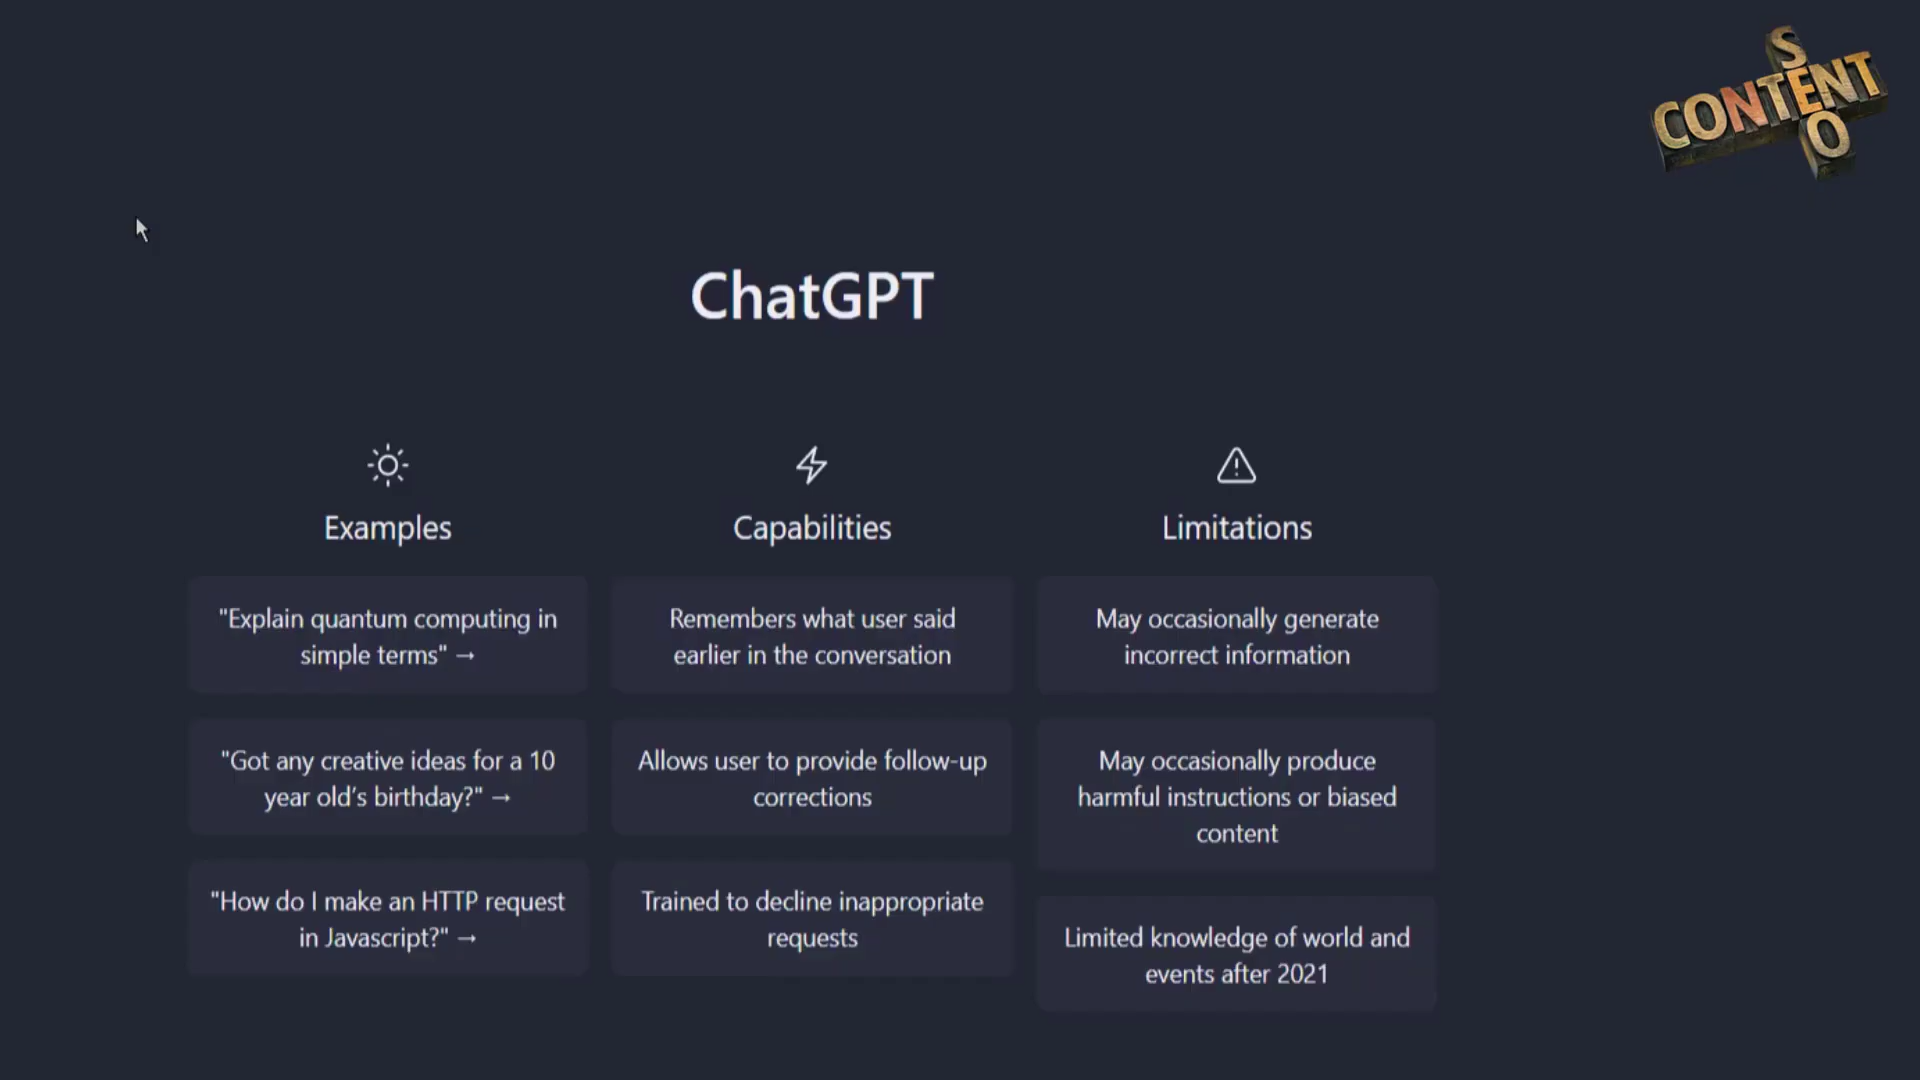 CONTENT
SEO
ChatGPT
Examples
"Explain quantum computing in
simple terms" →
"Got any creative ideas for a 10
year old's birthday?" →
"How do I make an HTTP request
in Javascript?" →
Capabilities
Remembers what user said
earlier in the conversation
Allows user to provide follow-up
corrections
Trained to decline inappropriate
requests
Limitations
May occasionally generate
incorrect information
May occasionally produce
harmful instructions or biased
content
Limited knowledge of world and
events after 2021